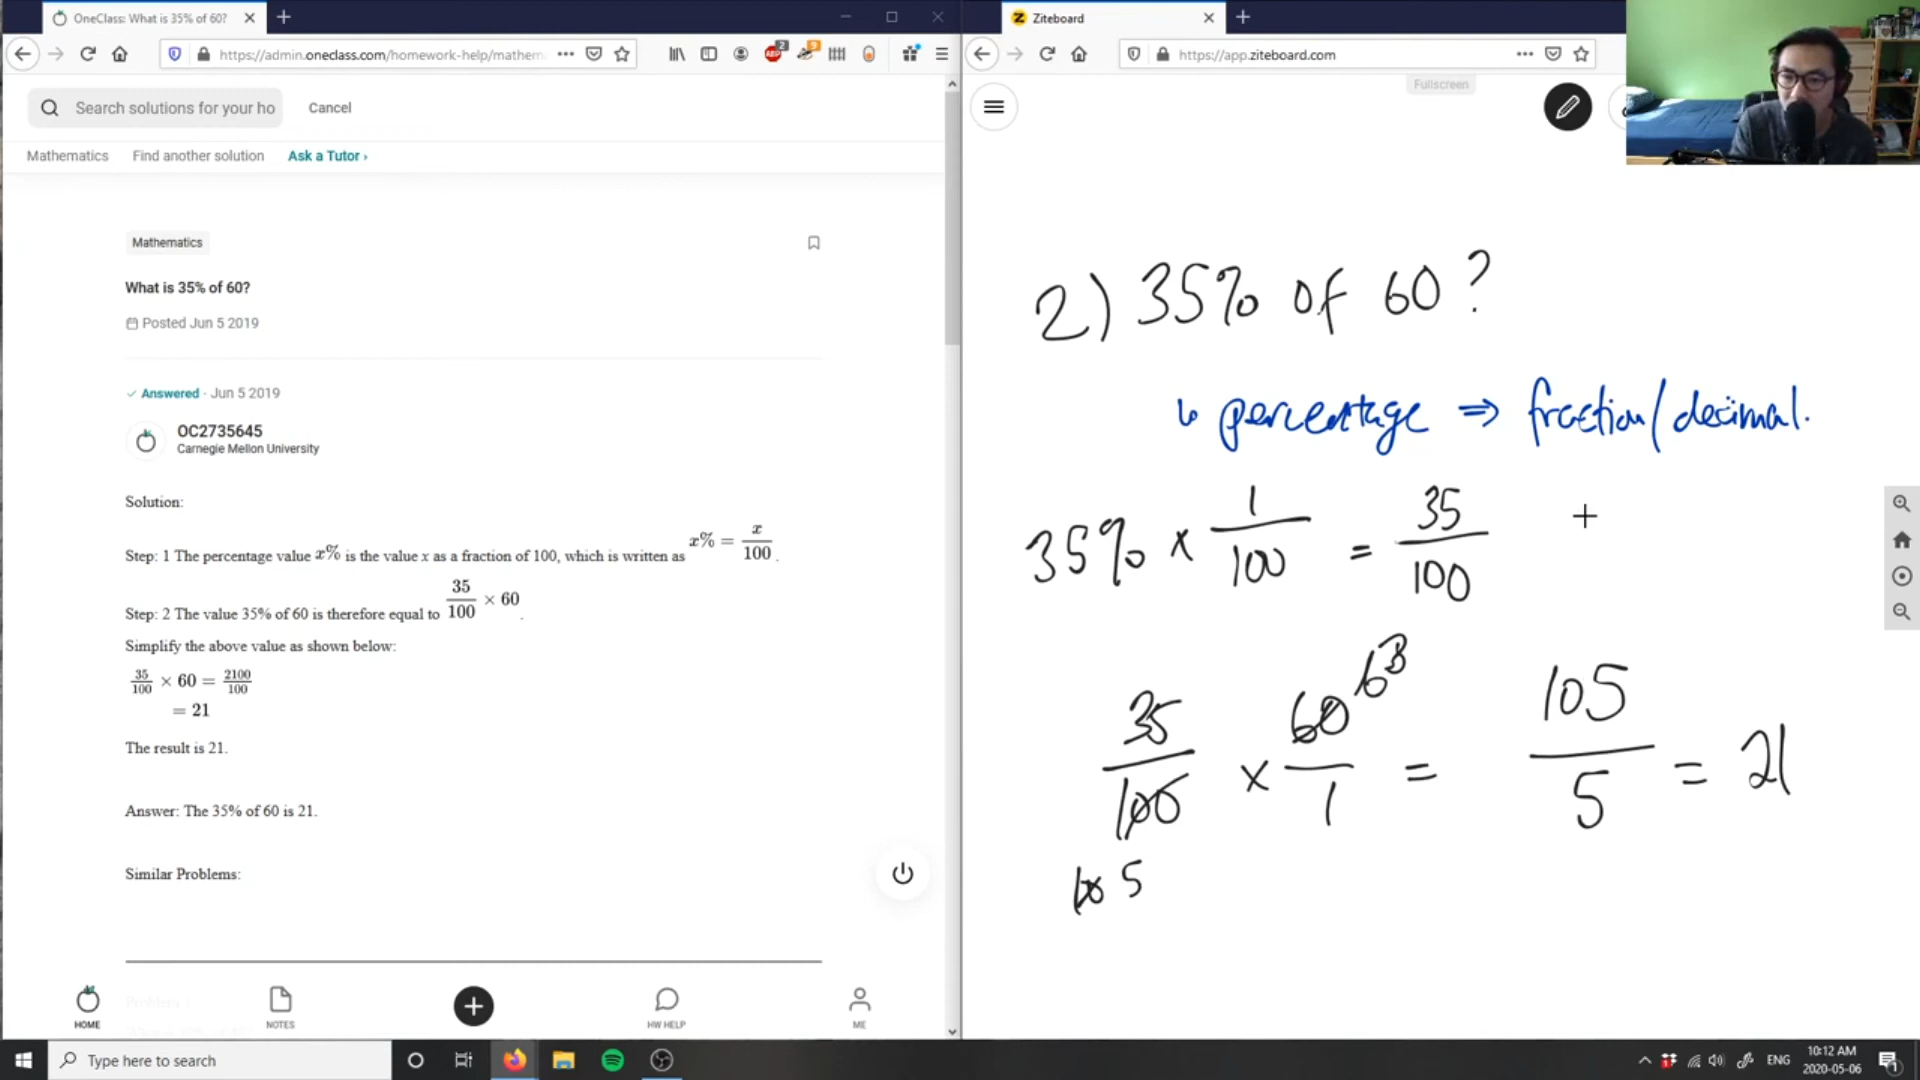 OneClass: What is 35% of 60?
https://admin.oneclass.com/homework-help/mathem
2
9
Search solutions for your ho
Cancel
Mathematics
Find another solution
Ask a Tutor ›
Mathematics
What is 35% of 60?
Posted Jun 5 2019
✓ Answered · Jun 5 2019
OC2735645
Carnegie Mellon University
Solution:
Step: 1 The percentage value x% is the value x as a fraction of 100, which is written as x% = x/100 .
Step: 2 The value 35% of 60 is therefore equal to 35/100 × 60 .
Simplify the above value as shown below:
35/100 × 60 = 2100/100
= 21
The result is 21.
Answer: The 35% of 60 is 21.
Similar Problems:
HOME
NOTES
HW HELP
ME
Ziteboard
https://app.ziteboard.com
Fullscreen
2) 35% of 60?
↳ percentage ⇒ fraction/decimal.
35% × 1/100 = 35/100
35/100 × 60/1 = 105/5 = 21
6 3
10 5
Type here to search
ENG
10:12 AM
2020-05-06
1